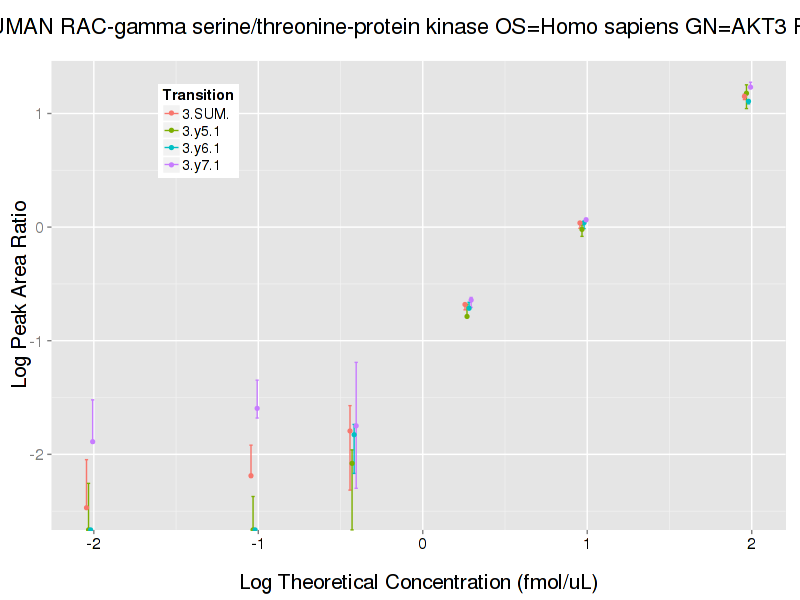 UMAN RAC-gamma serine/threonine-protein kinase OS=Homo sapiens GN=AKT3 P
Transition
3.SUM.
3.y5.1
3.y6.1
3.y7.1
1
0
-1
-2
Log Peak Area Ratio
-2 -1 0 1 2
Log Theoretical Concentration (fmol/uL)